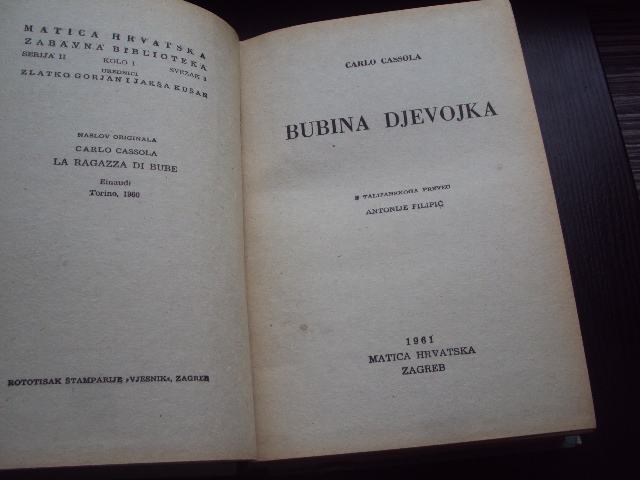 MATICA HRVATSKA
ZABAVNA BIBLIOTEKA
SERIJA II KOLO I SVEZAK 3
UREDNICI
ZLATKO GORJAN I JAKŠA KUŠAN
NASLOV ORIGINALA
CARLO CASSOLA
LA RAGAZZA DI BUBE
Einaudi
Torino, 1960
ROTOTISAK ŠTAMPARIJE »VJESNIK«, ZAGREB
CARLO CASSOLA
BUBINA DJEVOJKA
S TALIJANSKOGA PREVEO
ANTONIJE FILIPIĆ
1961
MATICA HRVATSKA
ZAGREB